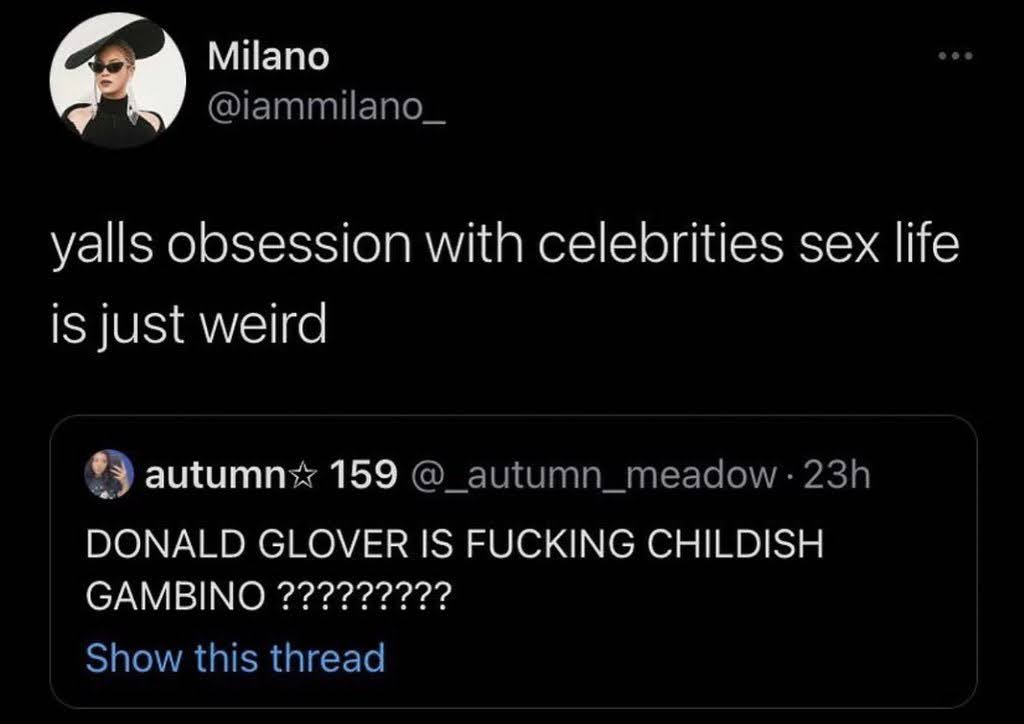 Milano
@iammilano_
yalls obsession with celebrities sex life
is just weird
autumn☆ 159 @_autumn_meadow · 23h
DONALD GLOVER IS FUCKING CHILDISH
GAMBINO ?????????
Show this thread